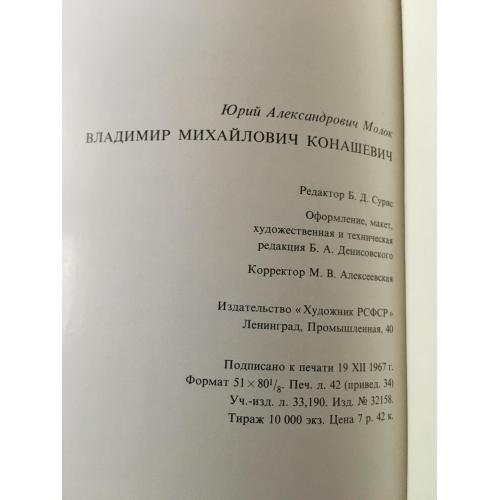 Юрий Александрович Молок
ВЛАДИМИР МИХАЙЛОВИЧ КОНАШЕВИЧ
Редактор Б. Д. Сурис
Оформление, макет,
художественная и техническая
редакция Б. А. Денисовского
Корректор М. В. Алексеевская
Издательство «Художник РСФСР»
Ленинград, Промышленная, 40
Подписано к печати 19 XII 1967 г.
Формат 51×80¹/₈. Печ. л. 42 (привед. 34)
Уч.-изд. л. 33,190. Изд. № 32158.
Тираж 10 000 экз. Цена 7 р. 42 к.